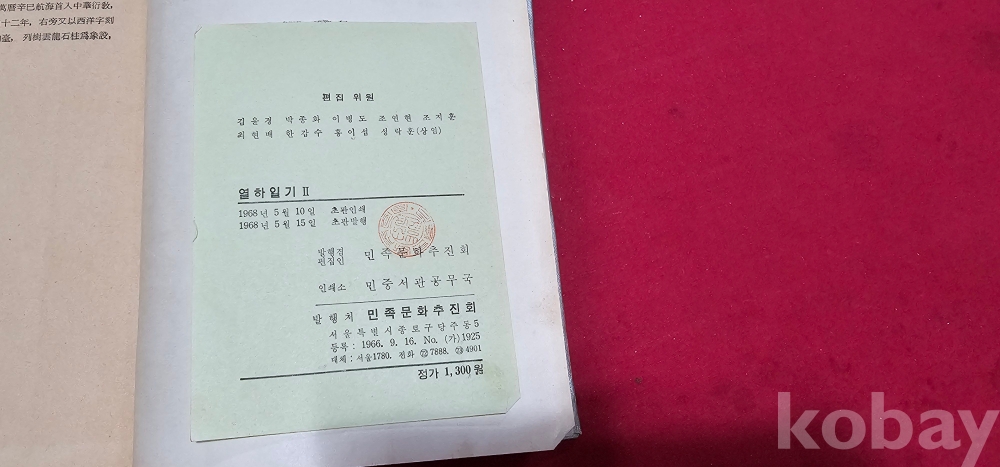 萬曆辛巳航海首入中華衍敎,
十二年, 右旁又以西洋字刻
臺, 列樹雲龍石柱爲象設,
편집 위원
김윤경 박종화 이병도 조연현 조지훈
최현배 한갑수 홍이섭 성락훈(상임)
열하일기 Ⅱ
1968년 5월 10일 초판인쇄
1968년 5월 15일 초판발행
발행겸
편집인 민족문화추진회
인쇄소 민중서관공무국
발행처 민족문화추진회
서울특별시종로구당주동5
등록 : 1966. 9. 16. No. (가)1925
대체 : 서울1780. 전화 ㉒7888. ㉓4901
정가 1,300원
kobay